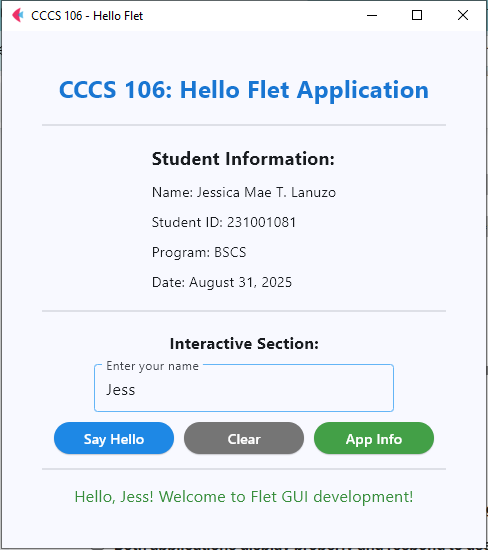 CCCS 106 - Hello Flet
CCCS 106: Hello Flet Application
Student Information:
Name: Jessica Mae T. Lanuzo
Student ID: 231001081
Program: BSCS
Date: August 31, 2025
Interactive Section:
Enter your name
Jess
Say Hello
Clear
App Info
Hello, Jess! Welcome to Flet GUI development!